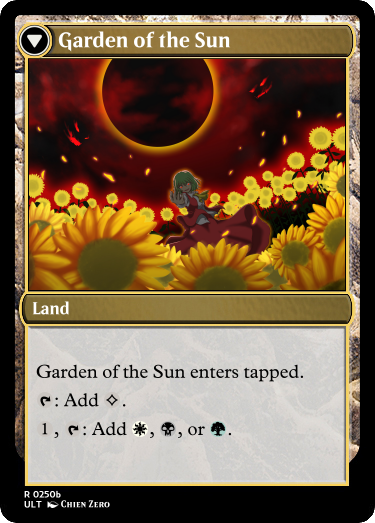 Garden of the Sun
Land
Garden of the Sun enters tapped.
: Add .
1 , : Add , , or .
R 0250b
ULT Chien Zero